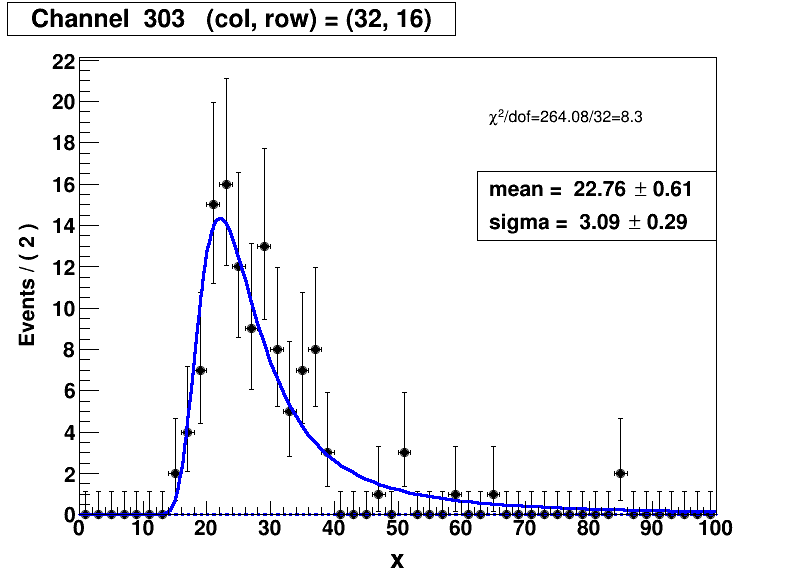 Channel  303   (col, row) = (32, 16)
χ²/dof=264.08/32=8.3
mean =  22.76 ± 0.61
sigma =  3.09 ± 0.29
Events / ( 2 )
22
20
18
16
14
12
10
8
6
4
2
0
0 10 20 30 40 50 60 70 80 90 100
x